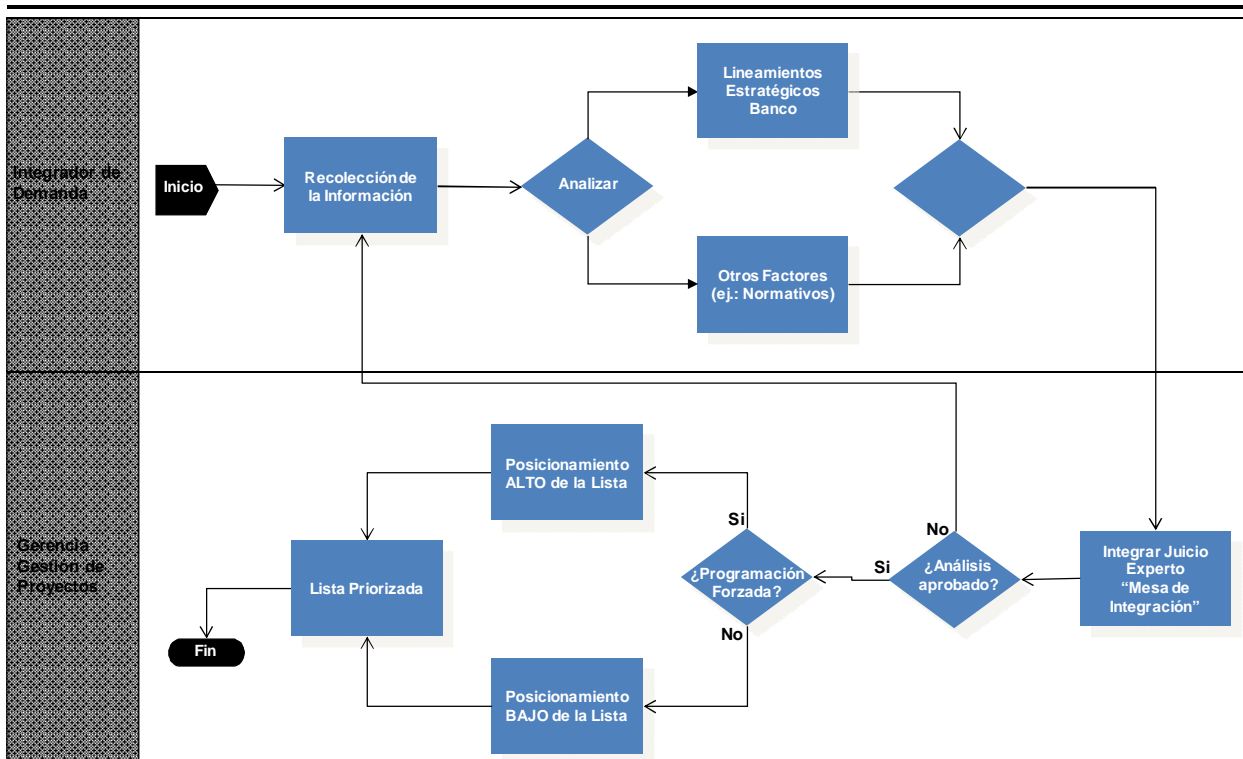 Integrador de
Demanda
Inicio
Recolección de
la Información
Analizar
Lineamientos
Estratégicos
Banco
Otros Factores
(ej.: Normativos)
Gerencia
Gestión de
Proyectos
Posicionamiento
ALTO de la Lista
Lista Priorizada
Fin
Posicionamiento
BAJO de la Lista
Si
¿Programación
Forzada?
No
Si
No
¿Análisis
aprobado?
Integrar Juicio
Experto
“Mesa de
Integración”